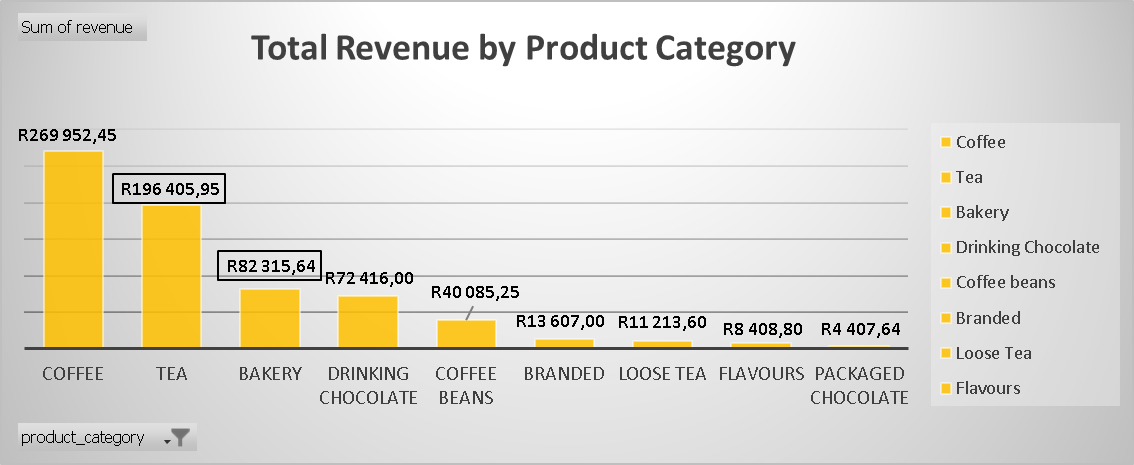 Sum of revenue
Total Revenue by Product Category
R269 952,45
R196 405,95
R82 315,64
R72 416,00
R40 085,25
R13 607,00
R11 213,60
R8 408,80
R4 407,64
COFFEE
TEA
BAKERY
DRINKING
CHOCOLATE
COFFEE
BEANS
BRANDED
LOOSE TEA
FLAVOURS
PACKAGED
CHOCOLATE
Coffee
Tea
Bakery
Drinking Chocolate
Coffee beans
Branded
Loose Tea
Flavours
product_category